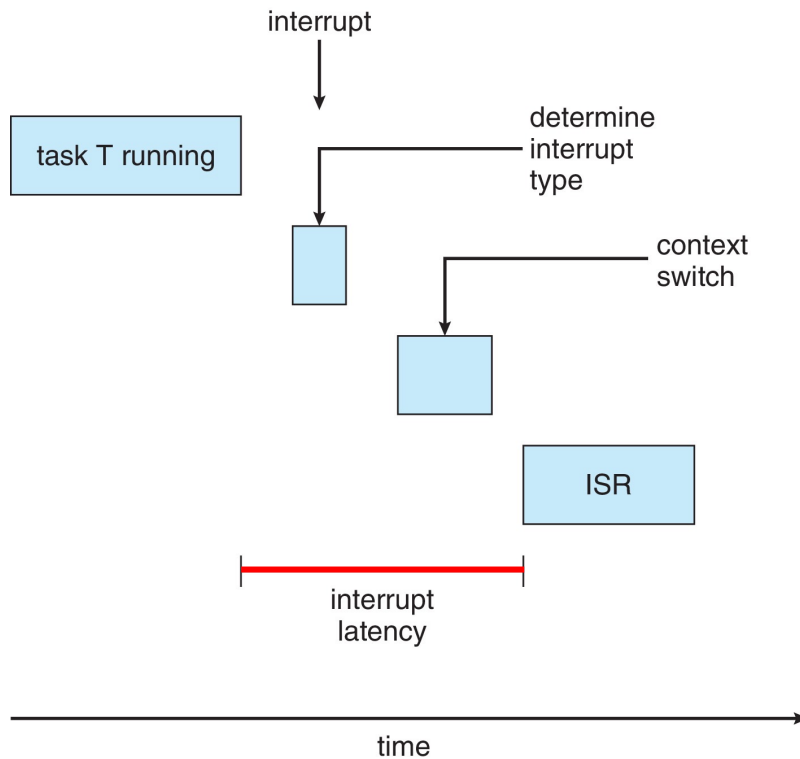 interrupt
task T running
determine
interrupt
type
context
switch
ISR
interrupt
latency
time